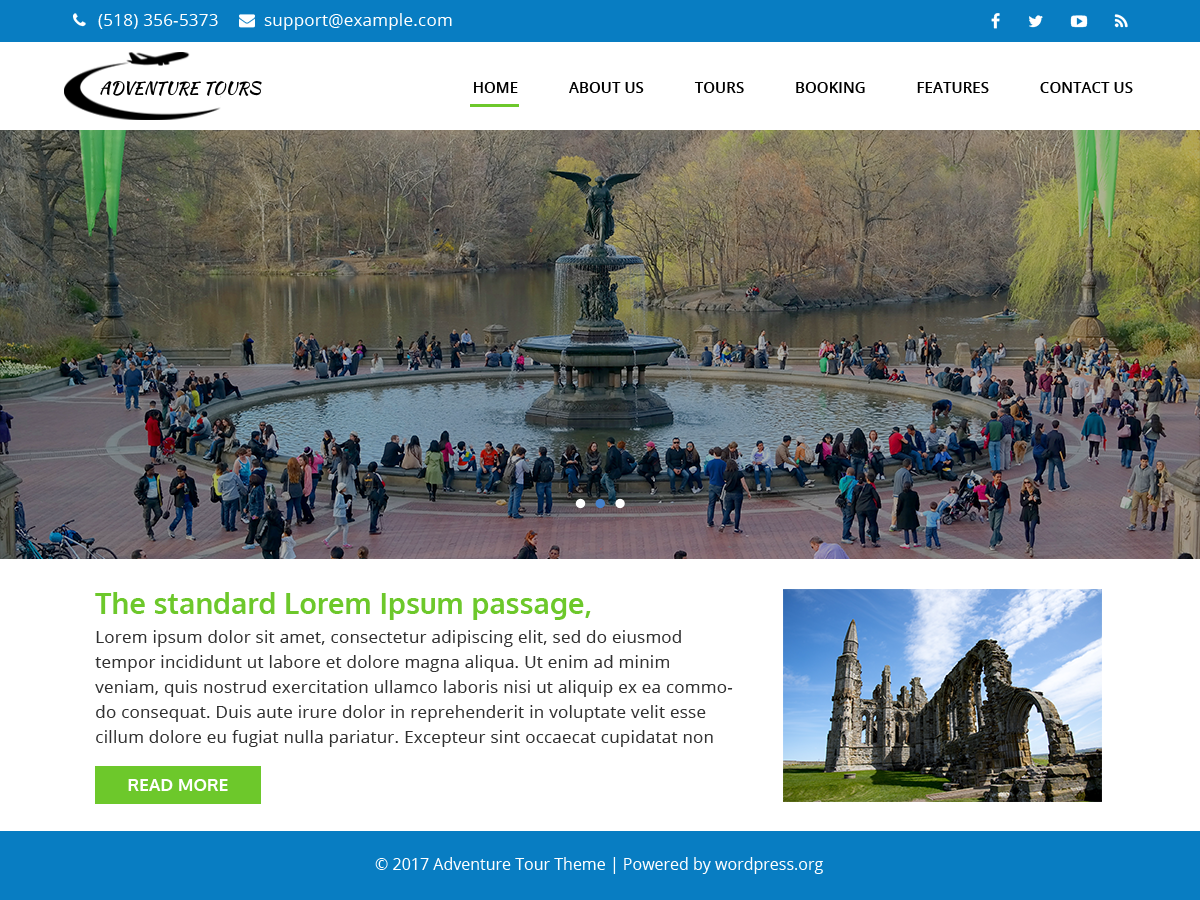 (518) 356-5373 support@example.com
ADVENTURE TOURS
HOME ABOUT US TOURS BOOKING FEATURES CONTACT US
The standard Lorem Ipsum passage,
Lorem ipsum dolor sit amet, consectetur adipiscing elit, sed do eiusmod
tempor incididunt ut labore et dolore magna aliqua. Ut enim ad minim
veniam, quis nostrud exercitation ullamco laboris nisi ut aliquip ex ea commo-
do consequat. Duis aute irure dolor in reprehenderit in voluptate velit esse
cillum dolore eu fugiat nulla pariatur. Excepteur sint occaecat cupidatat non
READ MORE
© 2017 Adventure Tour Theme | Powered by wordpress.org